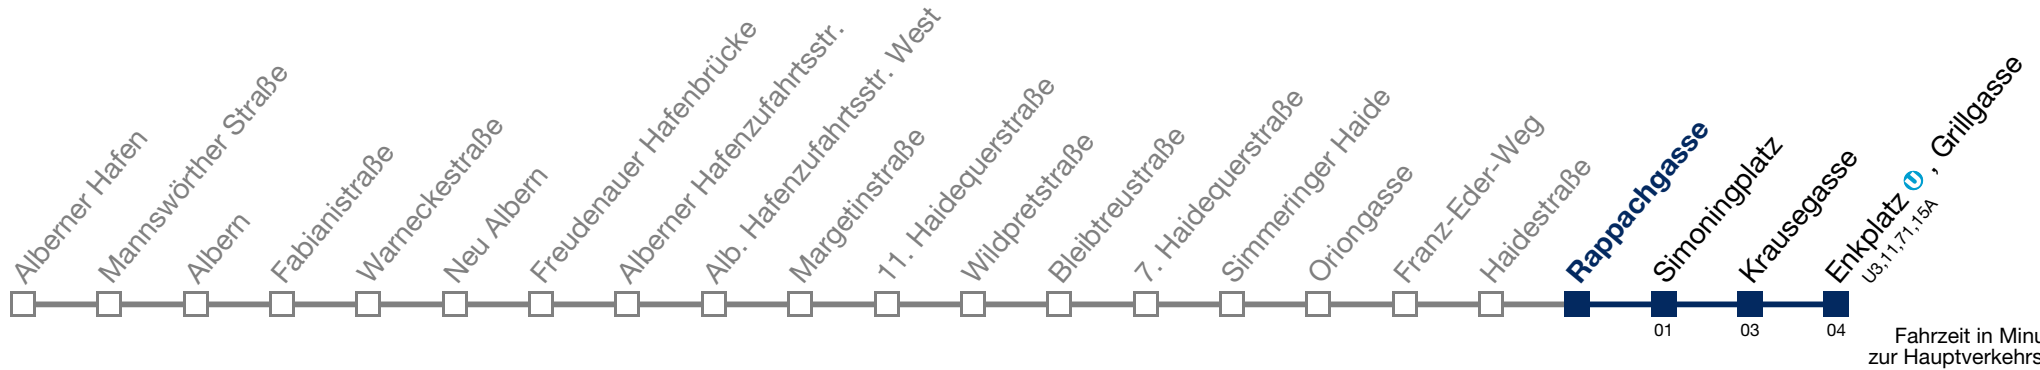 Alberner Hafen
Mannswörther Straße
Albern
Fabianistraße
Warneckestraße
Neu Albern
Freudenauer Hafenbrücke
Alberner Hafenzufahrtsstr.
Alb. Hafenzufahrtsstr. West
Margetinstraße
11. Haidequerstraße
Wildpretstraße
Bleibtreustraße
7. Haidequerstraße
Simmeringer Haide
Oriongasse
Franz-Eder-Weg
Haidestraße
Rappachgasse
Simoningplatz
Krausegasse
Enkplatz U, Grillgasse
U3,11,71,15A
01
03
04
Fahrzeit in Minu
zur Hauptverkehrs